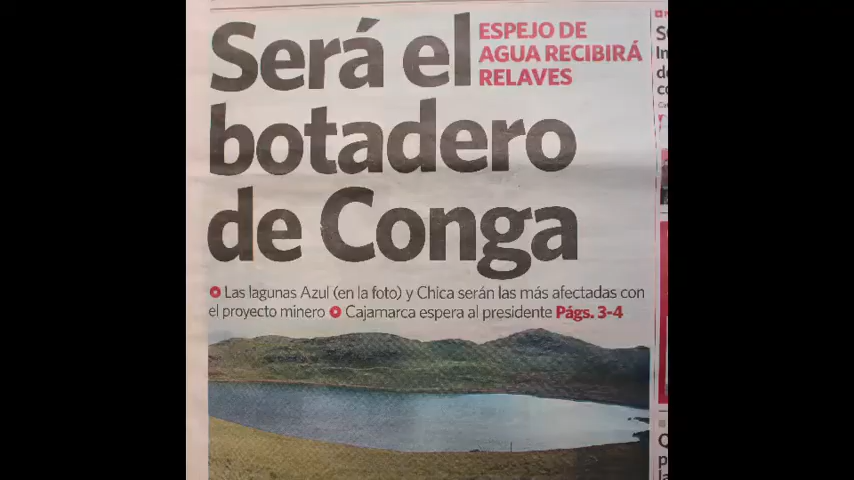 Será el
ESPEJO DE
AGUA RECIBIRÁ
RELAVES
botadero
de Conga
Las lagunas Azul (en la foto) y Chica serán las más afectadas con
el proyecto minero Cajamarca espera al presidente Págs. 3-4